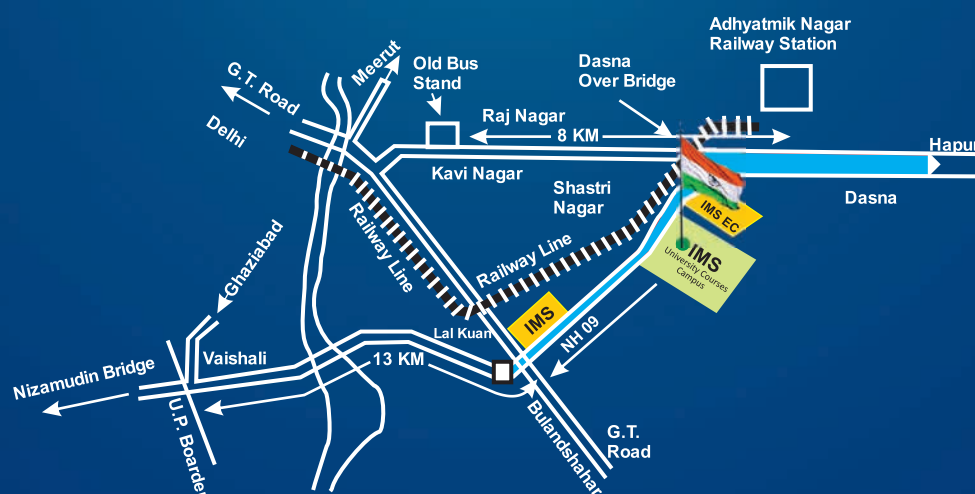 Adhyatmik Nagar
Railway Station
Meerut
Old Bus
Stand
Dasna
Over Bridge
G.T. Road
Delhi
Raj Nagar
8 KM
Hapur
Kavi Nagar
Shastri
Nagar
Dasna
IMS EC
Railway Line
Railway Line
IMS
University Courses
Campus
Ghaziabad
IMS
Lal Kuan
NH 09
Nizamudin Bridge
Vaishali
13 KM
U.P. Boarder
Bulandshahar
G.T.
Road